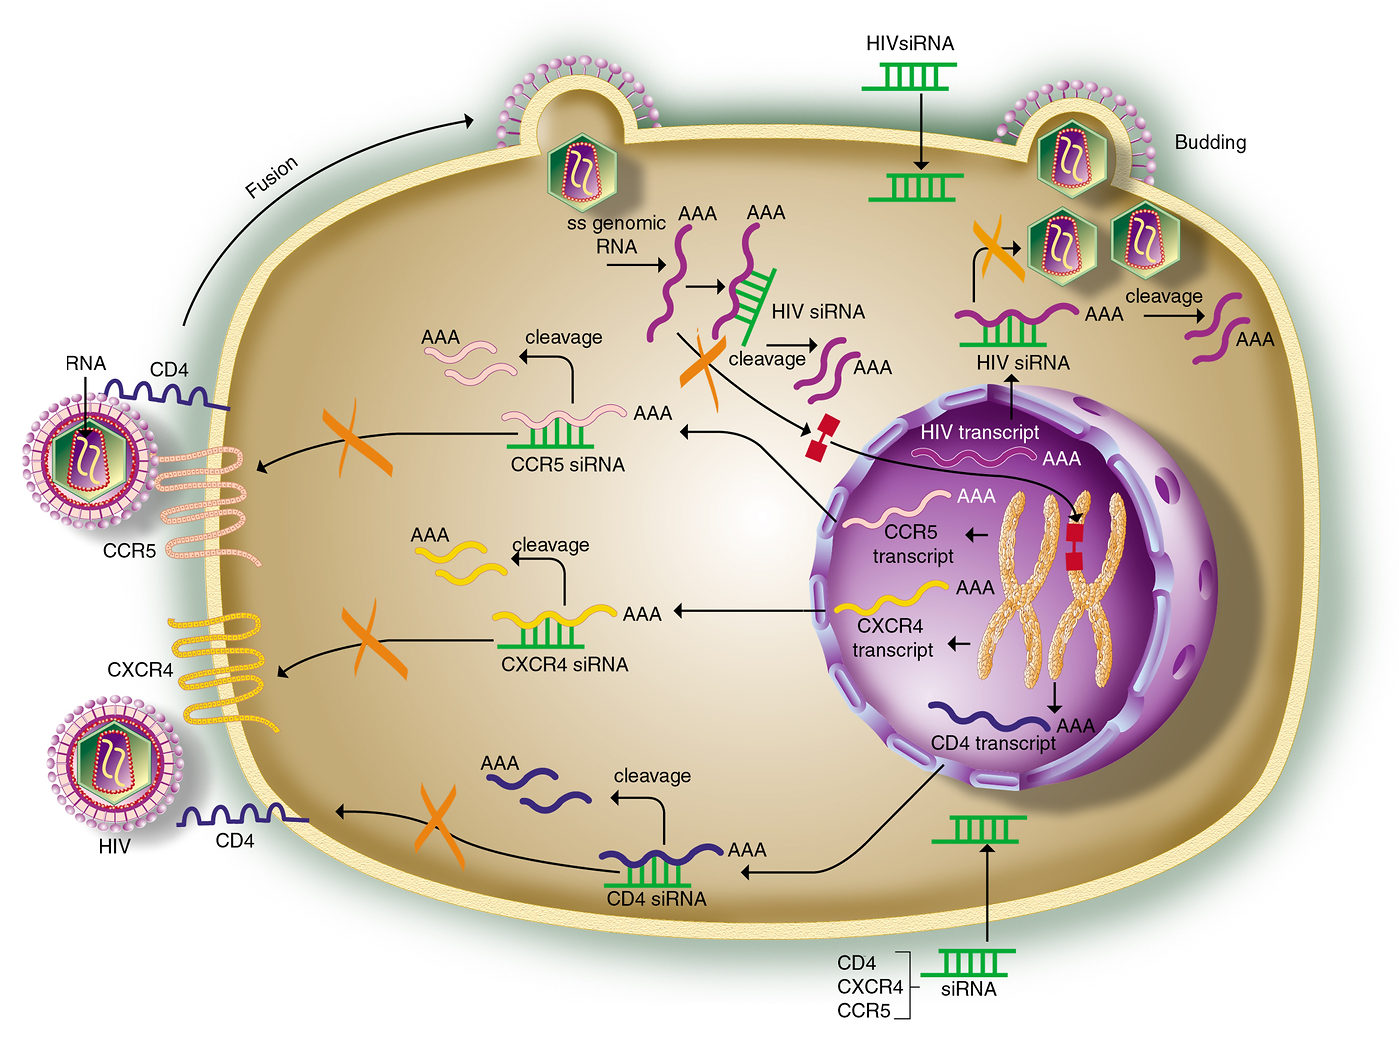 HIVsiRNA
Budding
Fusion
ss genomic
RNA
AAA
AAA
HIV siRNA
cleavage
AAA
AAA
cleavage
AAA
HIV siRNA
RNA
CD4
AAA
cleavage
AAA
CCR5 siRNA
CCR5
HIV transcript
AAA
AAA
CCR5
transcript
AAA
CXCR4
transcript
AAA
CD4 transcript
AAA
cleavage
AAA
CXCR4 siRNA
CXCR4
HIV
CD4
AAA
cleavage
AAA
CD4 siRNA
CD4
CXCR4
CCR5
siRNA